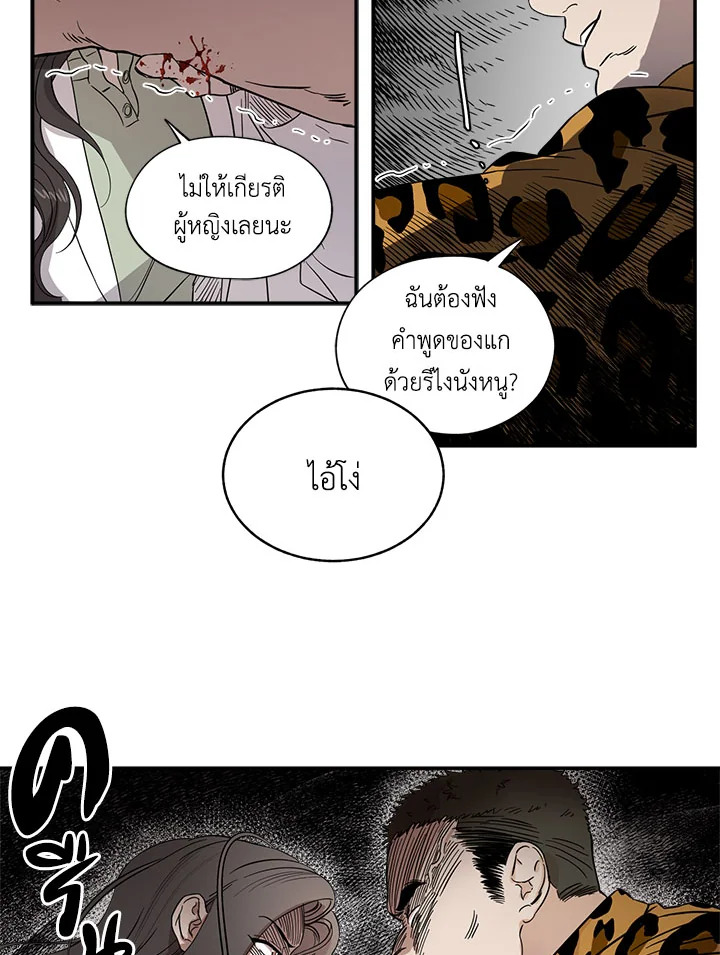 ไม่ให้เกียรติ
ผู้หญิงเลยนะ
ฉันต้องฟัง
คำพูดของแก
ด้วยรึไงนังหนู?
ไอ้โง่